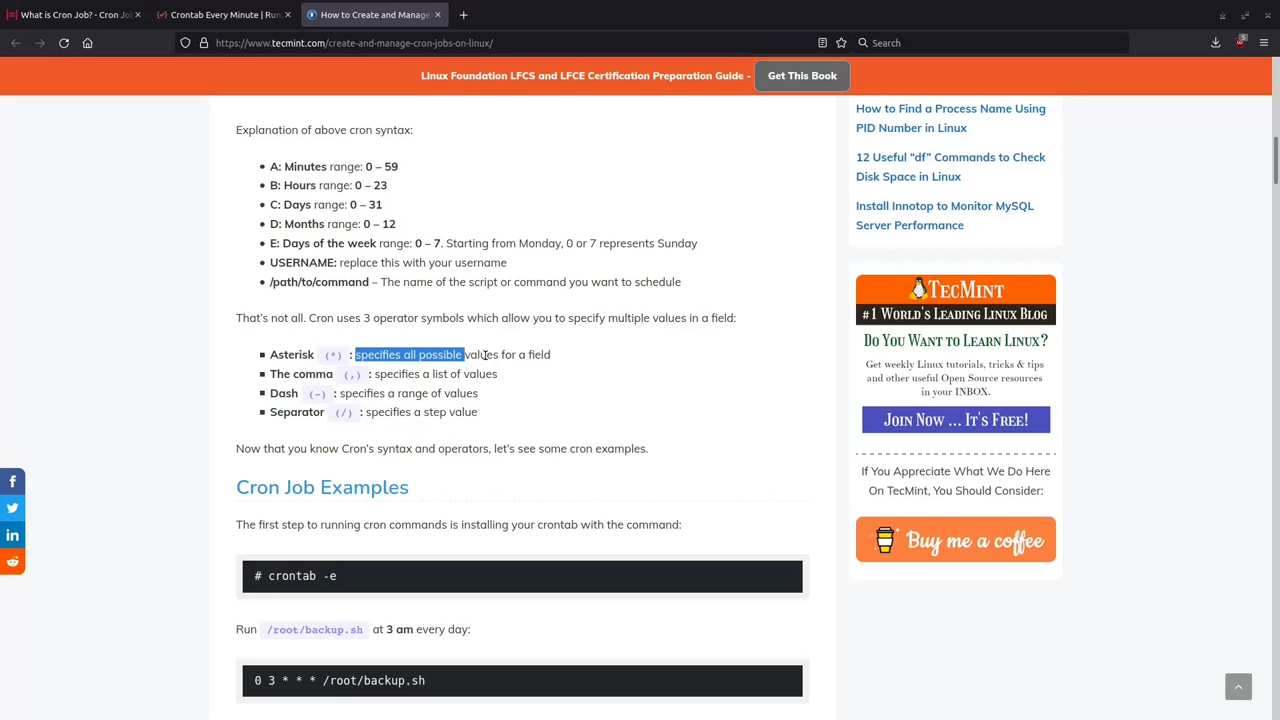 What is Cron Job? - Cron Jo
Crontab Every Minute | Run
How to Create and Manage
https://www.tecmint.com/create-and-manage-cron-jobs-on-linux/
Search
5
Linux Foundation LFCS and LFCE Certification Preparation Guide -
Get This Book
Explanation of above cron syntax:
A: Minutes range: 0 – 59
B: Hours range: 0 – 23
C: Days range: 0 – 31
D: Months range: 0 – 12
E: Days of the week range: 0 – 7. Starting from Monday, 0 or 7 represents Sunday
USERNAME: replace this with your username
/path/to/command – The name of the script or command you want to schedule
That's not all. Cron uses 3 operator symbols which allow you to specify multiple values in a field:
Asterisk (*) : specifies all possible values for a field
The comma (,) : specifies a list of values
Dash (-) : specifies a range of values
Separator (/) : specifies a step value
Now that you know Cron's syntax and operators, let's see some cron examples.
Cron Job Examples
The first step to running cron commands is installing your crontab with the command:
# crontab -e
Run /root/backup.sh at 3 am every day:
0 3 * * * /root/backup.sh
How to Find a Process Name Using
PID Number in Linux
12 Useful “df” Commands to Check
Disk Space in Linux
Install Innotop to Monitor MySQL
Server Performance
TecMint
#1 World's Leading Linux Blog
Do You Want to Learn Linux?
Get weekly Linux tutorials, tricks & tips
and other useful Open Source resources
in your INBOX.
Join Now ... It's Free!
If You Appreciate What We Do Here
On TecMint, You Should Consider:
Buy me a coffee